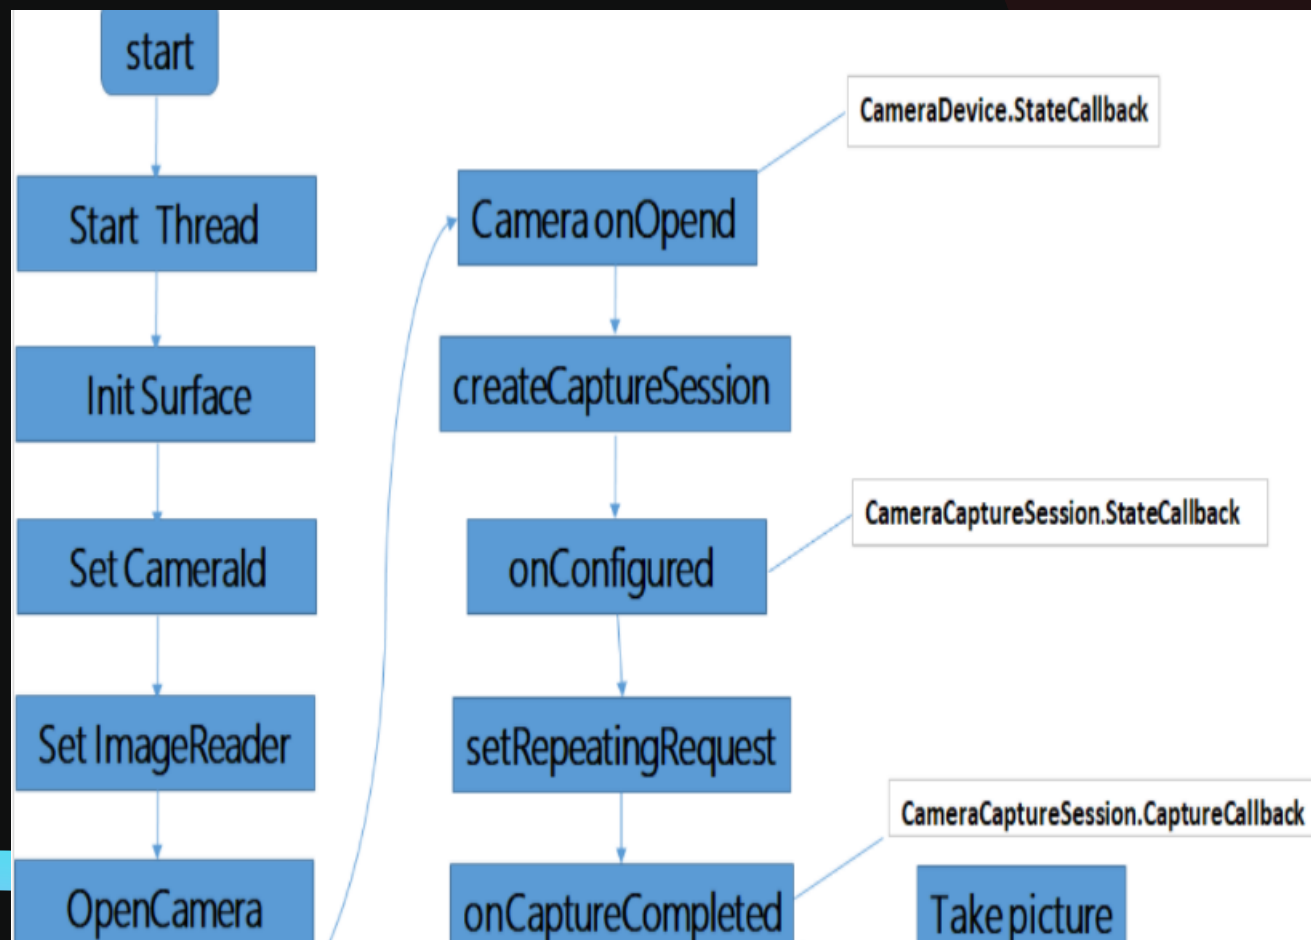 start
Start Thread
Init Surface
Set CameraId
Set ImageReader
OpenCamera
CameraDevice.StateCallback
Camera onOpend
createCaptureSession
CameraCaptureSession.StateCallback
onConfigured
setRepeatingRequest
CameraCaptureSession.CaptureCallback
onCaptureCompleted
Take picture